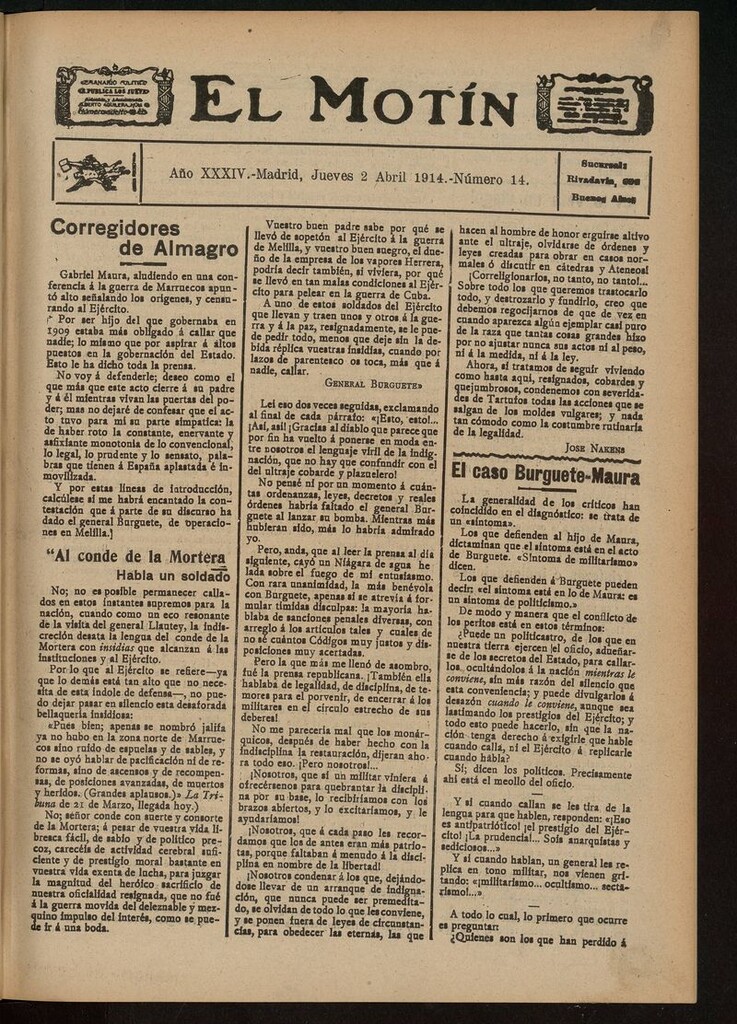 SEMANARIO POLITICO
SE PUBLICA LOS JUEVES
EL MOTÍN
Año XXXIV.-Madrid, Jueves 2 Abril 1914.-Número 14.
Sucursal:
Rivadavia,
Buenos Aires
Corregidores
de Almagro
Gabriel Maura, aludiendo en una con-
ferencia á la guerra de Marruecos apun-
tó alto señalando los orígenes, y censu-
rando al Ejército.
Por ser hijo del que gobernaba en
1909 estaba más obligado á callar que
nadie; lo mismo que por aspirar á altos
puestos en la gobernación del Estado.
Esto le ha dicho toda la prensa.
No voy á defenderle; deseo como el
que más que este acto cierre á su padre
y á él mientras vivan las puertas del po-
der; mas no dejaré de confesar que el ac-
to tuvo para mí su parte simpática: la
de haber roto la constante, enervante y
asfixiante monotonía de lo convencional,
lo legal, lo prudente y lo sensato, pala-
bras que tienen á España aplastada é in-
movilizada.
Y por estas líneas de introducción,
calcúlese si me habrá encantado la con-
testación que á parte de su discurso ha
dado el general Burguete, de operacio-
nes en Melilla.)
"Al conde de la Mortera
Habla un soldado
No; no es posible permanecer calla-
dos en estos instantes supremos para la
nación, cuando como un eco resonante
de la visita del general Liautey, la indis-
creción desata la lengua del conde de la
Mortera con insidias que alcanzan á las
instituciones y al Ejército.
Por lo que al Ejército se refiere—ya
que lo demás está tan alto que no nece-
sita de esta índole de defensa—, no pue-
do dejar pasar en silencio esta desaforada
bellaquería insidiosa:
«Pues bien; apenas se nombró jalifa
ya no hubo en la zona norte de Marrue-
cos sino ruido de espuelas y de sables, y
no se oyó hablar de pacificación ni de re-
formas, sino de ascensos y de recompen-
sas, de posiciones avanzadas, de muertos
y heridos. (Grandes aplausos.)» La Tri-
buna de 21 de Marzo, llegada hoy.)
No; señor conde con suerte y consorte
de la Mortera; á pesar de vuestra vida li-
bresca fácil, de sabio y de político pre-
coz, carecéis de actividad cerebral sufi-
ciente y de prestigio moral bastante en
vuestra vida exenta de lucha, para juzgar
la magnitud del heróico sacrificio de
nuestra oficialidad resignada, que no fué
á la guerra movida del deleznable y mez-
quino impulso del interés, como se pue-
de ir á una boda.
Vuestro buen padre sabe por qué se
llevó de sopetón al Ejército á la guerra
de Melilla, y vuestro buen suegro, el due-
ño de la empresa de los vapores Herrera,
podría decir también, si viviera, por qué
se llevó en tan malas condiciones al Ejér-
cito para pelear en la guerra de Cuba.
A uno de estos soldados del Ejército
que llevan y traen unos y otros á la gue-
rra y á la paz, resignadamente, se le pue-
de pedir todo, menos que deje sin la de-
bida réplica vuestras insidias, cuando por
lazos de parentesco os toca, más que á
nadie, callar.
GENERAL BURGUETE»
Leí eso dos veces seguidas, exclamando
al final de cada párrafo: «¡Esto, esto!...
¡Así, así! ¡Gracias al diablo que parece que
por fin ha vuelto á ponerse en moda en-
tre nosotros el lenguaje viril de la indig-
nación, que no hay que confundir con el
del ultraje cobarde y plazuelero!
No pensé ni por un momento á cuán-
tas ordenanzas, leyes, decretos y reales
órdenes habría faltado el general Bur-
guete al lanzar su bomba. Mientras más
hubieran sido, más lo habría admirado
yo.
Pero, anda, que al leer la prensa al día
siguiente, cayó un Niágara de agua he-
lada sobre el fuego de mi entusiasmo.
Con rara unanimidad, la más benévola
con Burguete, apenas si se atrevía á for-
mular tímidas disculpas: la mayoría ha-
blaba de sanciones penales diversas, con
arreglo á los artículos tales y cuales de
no sé cuántos Códigos muy justos y dis-
posiciones muy acertadas.
Pero la que más me llenó de asombro,
fué la prensa republicana. ¡También ella
hablaba de legalidad, de disciplina, de te-
mores para el porvenir, de encerrar á los
militares en el círculo estrecho de sus
deberes!
No me parecería mal que los monár-
quicos, después de haber hecho con la
indisciplina la restauración, dijeran aho-
ra todo eso. ¡Pero nosotros!...
¡Nosotros, que si un militar viniera á
ofrecérsenos para quebrantar la discipli-
na por su base, lo recibiríamos con los
brazos abiertos, y lo excitaríamos, y le
ayudaríamos!
¡Nosotros, que á cada paso les recor-
damos que los de antes eran más patrio-
tas, porque faltaban á menudo á la disci-
plina en nombre de la libertad!
¡Nosotros condenar á los que, dejándo-
dose llevar de un arranque de indigna-
ción, que nunca puede ser premedita-
do, se olvidan de todo lo que les conviene,
y se ponen fuera de leyes de circunstan-
cias, para obedecer las eternas, las que
hacen al hombre de honor erguirse altivo
ante el ultraje, olvidarse de órdenes y
leyes creadas para obrar en casos nor-
males ó discutir en cátedras y Ateneos!
¡Correligionarios, no tanto, no tanto!...
Sobre todo los que queremos trastocarlo
todo, y destrozarlo y fundirlo, creo que
debemos regocijarnos de que de vez en
cuando aparezca algún ejemplar casi puro
de la raza que tantas cosas grandes hizo
por no ajustar nunca sus actos ni al peso,
ni á la medida, ni á la ley.
Ahora, si tratamos de seguir viviendo
como hasta aquí, resignados, cobardes y
quejumbrosos, condenemos con severida-
des de Tartufos todas las acciones que se
salgan de los moldes vulgares; y nada
tan cómodo como la costumbre rutinaria
de la legalidad.
JOSE NAKENS
El caso Burguete-Maura
La generalidad de los críticos han
coincidido en el diagnóstico: se trata de
un «síntoma».
Los que defienden al hijo de Maura,
dictaminan que el síntoma está en el acto
de Burguete. «Síntoma de militarismo»
dicen.
Los que defienden á Burguete pueden
decir: «el síntoma está en lo de Maura: es
un síntoma de politicismo.»
De modo y manera que el conflicto de
los peritos está en estos términos:
¿Puede un politicastro, de los que en
nuestra tierra ejercen el oficio, adueñar-
se de los secretos del Estado, para callar-
los, ocultándolos á la nación mientras le
conviene, sin más razón del silencio que
esta conveniencia; y puede divulgarlos á
desazón cuando le conviene, aunque sea
lastimando los prestigios del Ejército; y
todo esto puede hacerlo, sin que la na-
ción tenga derecho á exigirle que hable
cuando calla, ni el Ejército á replicarle
cuando habla?
Sí; dicen los políticos. Precisamente
ahí está el meollo del oficio.
—
Y si cuando callan se les tira de la
lengua para que hablen, responden: «¡Eso
es antipatriótico! ¡el prestigio del Ejér-
cito! ¡La prudencia!... Sois anarquistas y
sediciosos...»
Y si cuando hablan, un general les re-
plica en tono militar, nos vienen gri-
tando: «¡militarismo... ocultismo... secta-
rismo!...»
—
A todo lo cual, lo primero que ocurre
es preguntar:
¿Quienes son los que han perdido á